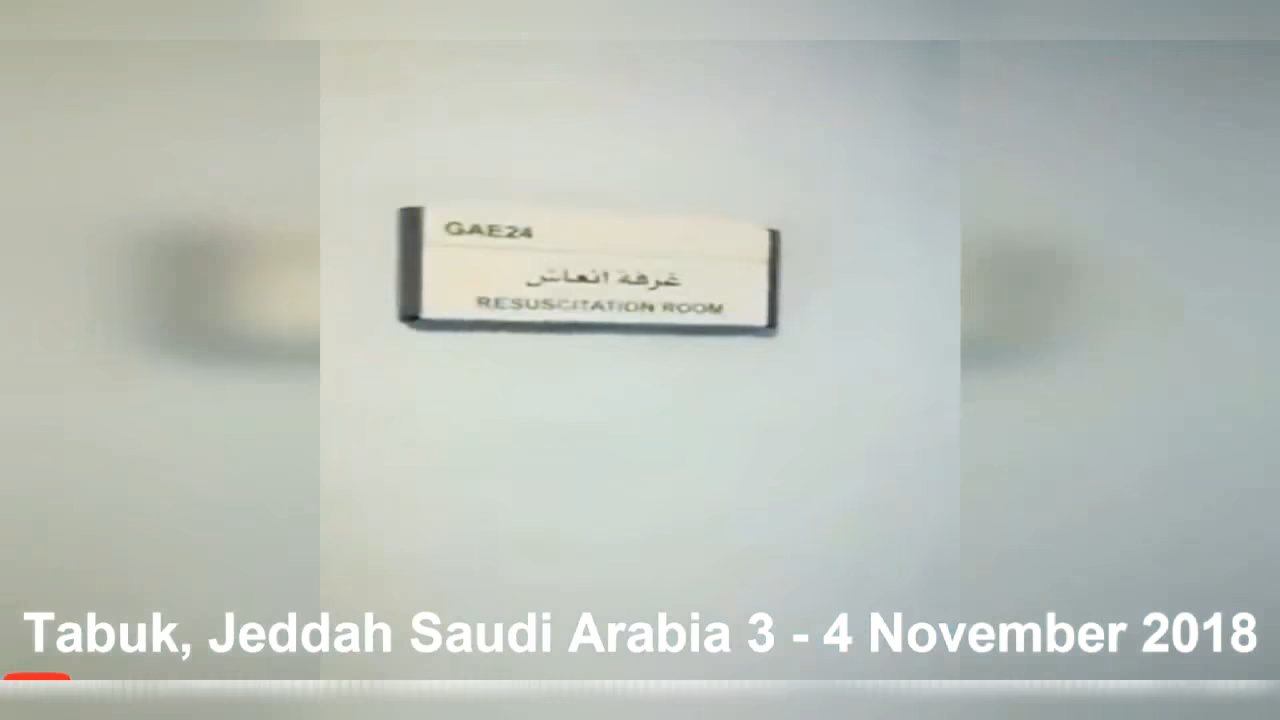 GAE24
غرفة انعاش
RESUSCITATION ROOM
Tabuk, Jeddah Saudi Arabia 3 - 4 November 2018